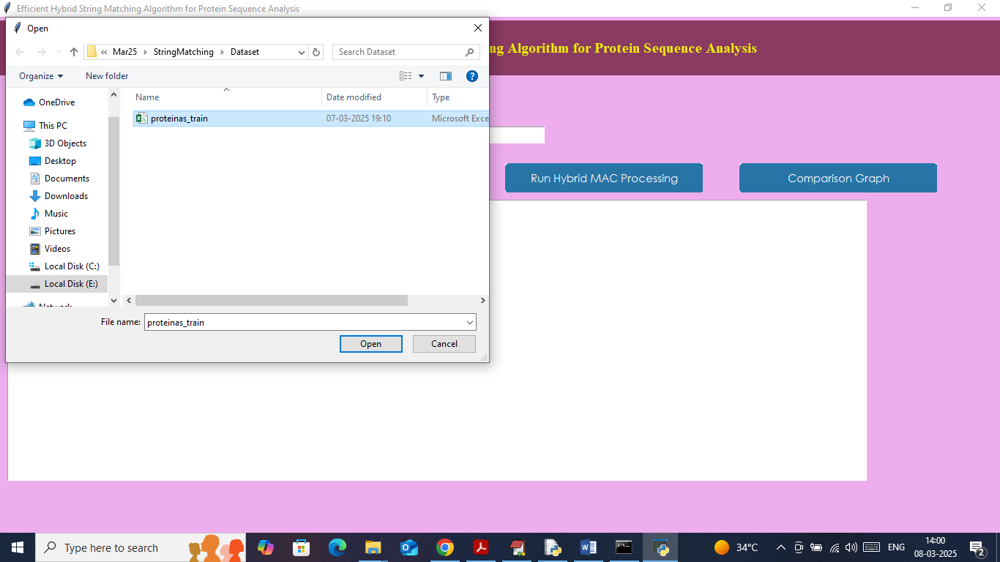 Efficient Hybrid String Matching Algorithm for Protein Sequence Analysis
Open
ng Algorithm for Protein Sequence Analysis
« Mar25 › StringMatching › Dataset
Search Dataset
Organize
New folder
Name
Date modified
Type
proteinas_train
07-03-2025 19:10
Microsoft Exce
OneDrive
This PC
3D Objects
Desktop
Documents
Downloads
Music
Pictures
Videos
Local Disk (C:)
Local Disk (E:)
Network
Run Hybrid MAC Processing
Comparison Graph
File name:
proteinas_train
Open
Cancel
Type here to search
34°C
ENG
14:00
08-03-2025
2